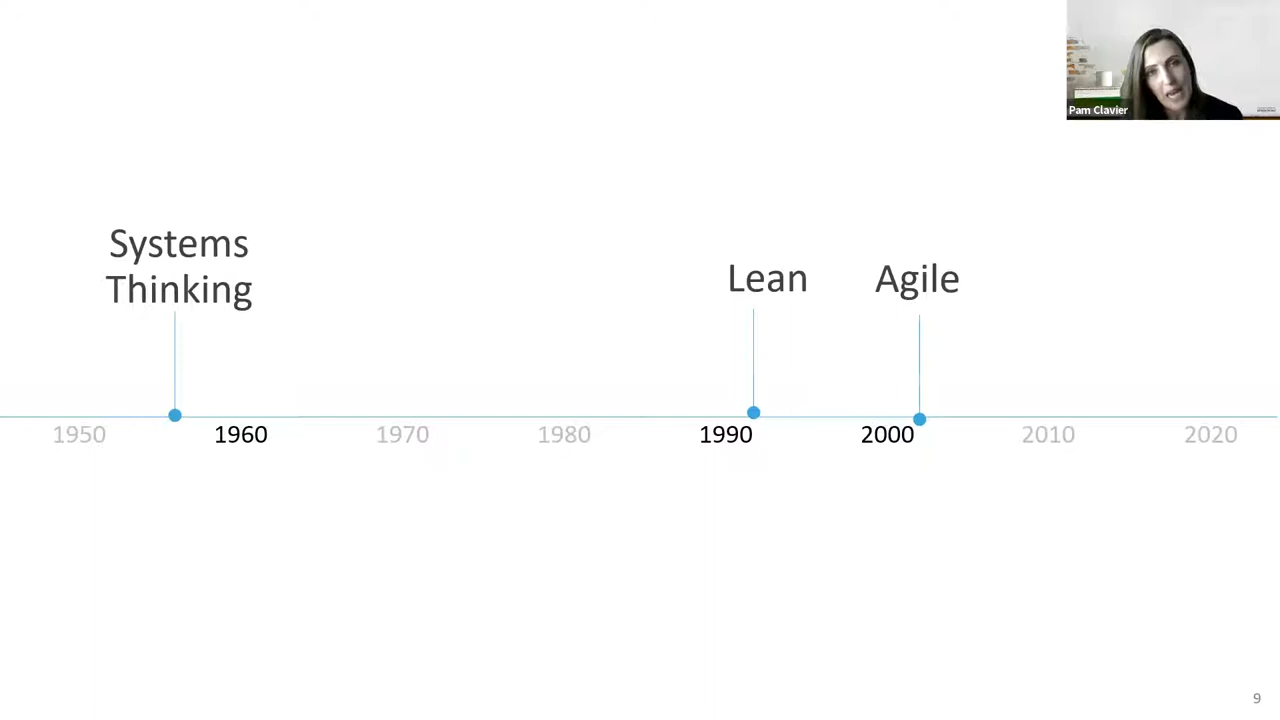 Pam Clavier
Systems
Thinking
Lean
Agile
1950
1960
1970
1980
1990
2000
2010
2020
9